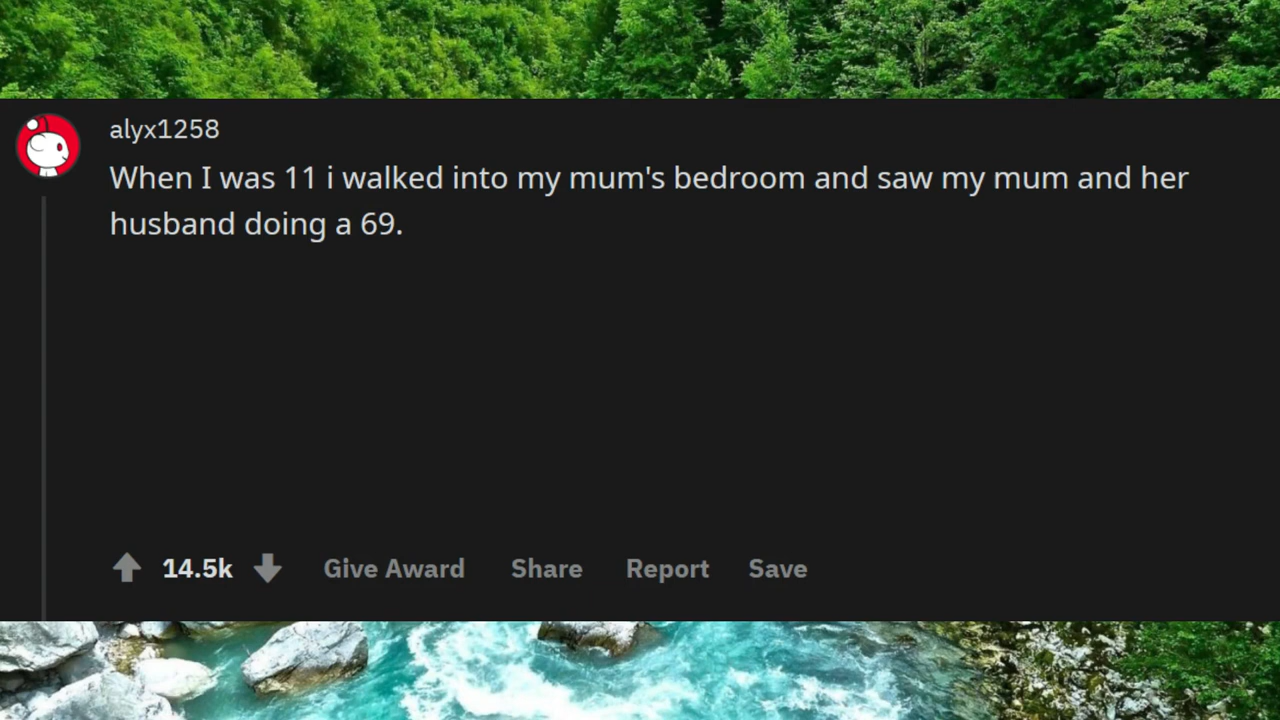 alyx1258
When I was 11 i walked into my mum's bedroom and saw my mum and her
husband doing a 69.
14.5k Give Award Share Report Save